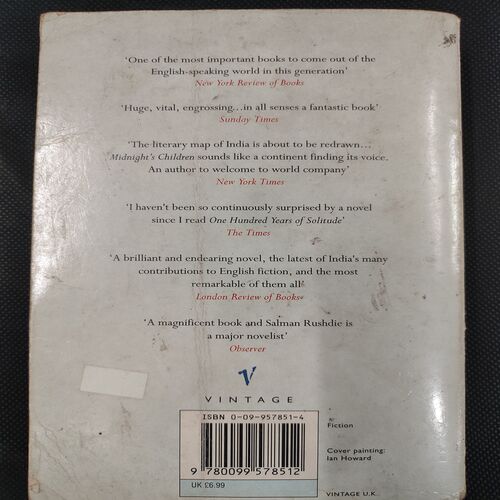 ‘One of the most important books to come out of the
English-speaking world in this generation’
New York Review of Books
‘Huge, vital, engrossing...in all senses a fantastic book’
Sunday Times
‘The literary map of India is about to be redrawn...
Midnight's Children sounds like a continent finding its voice.
An author to welcome to world company’
New York Times
‘I haven't been so continuously surprised by a novel
since I read One Hundred Years of Solitude’
The Times
‘A brilliant and endearing novel, the latest of India's many
contributions to English fiction, and the most
remarkable of them all’
London Review of Books
‘A magnificent book and Salman Rushdie is
a major novelist’
Observer
V
VINTAGE
ISBN 0-09-957851-4
9 780099 578512
UK £6.99
Fiction
Cover painting:
Ian Howard
VINTAGE U.K.